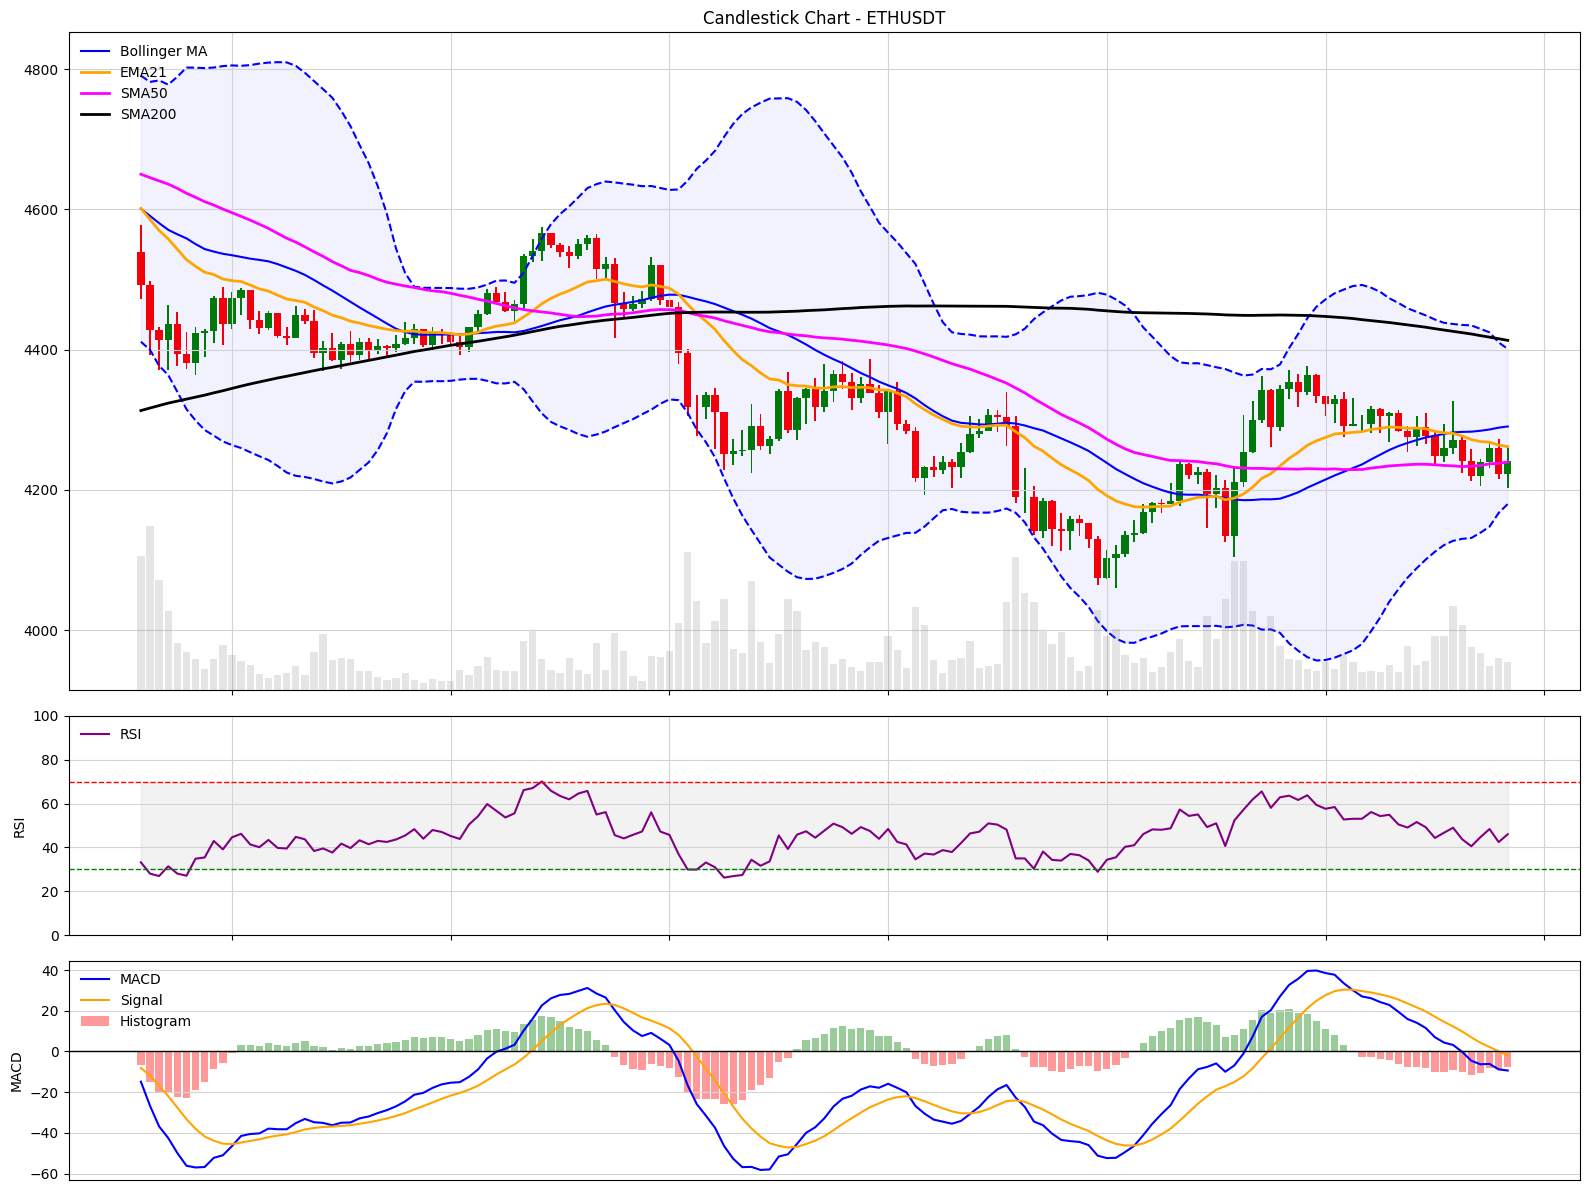 Candlestick Chart - ETHUSDT
Bollinger MA
EMA21
SMA50
SMA200
4800
4600
4400
4200
4000
RSI
100
80
60
40
20
0
RSI
MACD
Signal
Histogram
40
20
0
−20
−40
−60
MACD